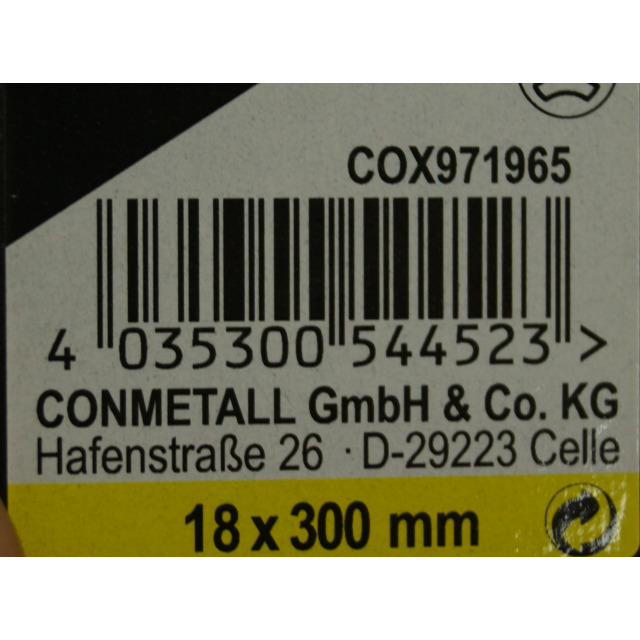 COX971965
4 035300 544523 >
CONMETALL GmbH & Co. KG
Hafenstraße 26 · D-29223 Celle
18 x 300 mm